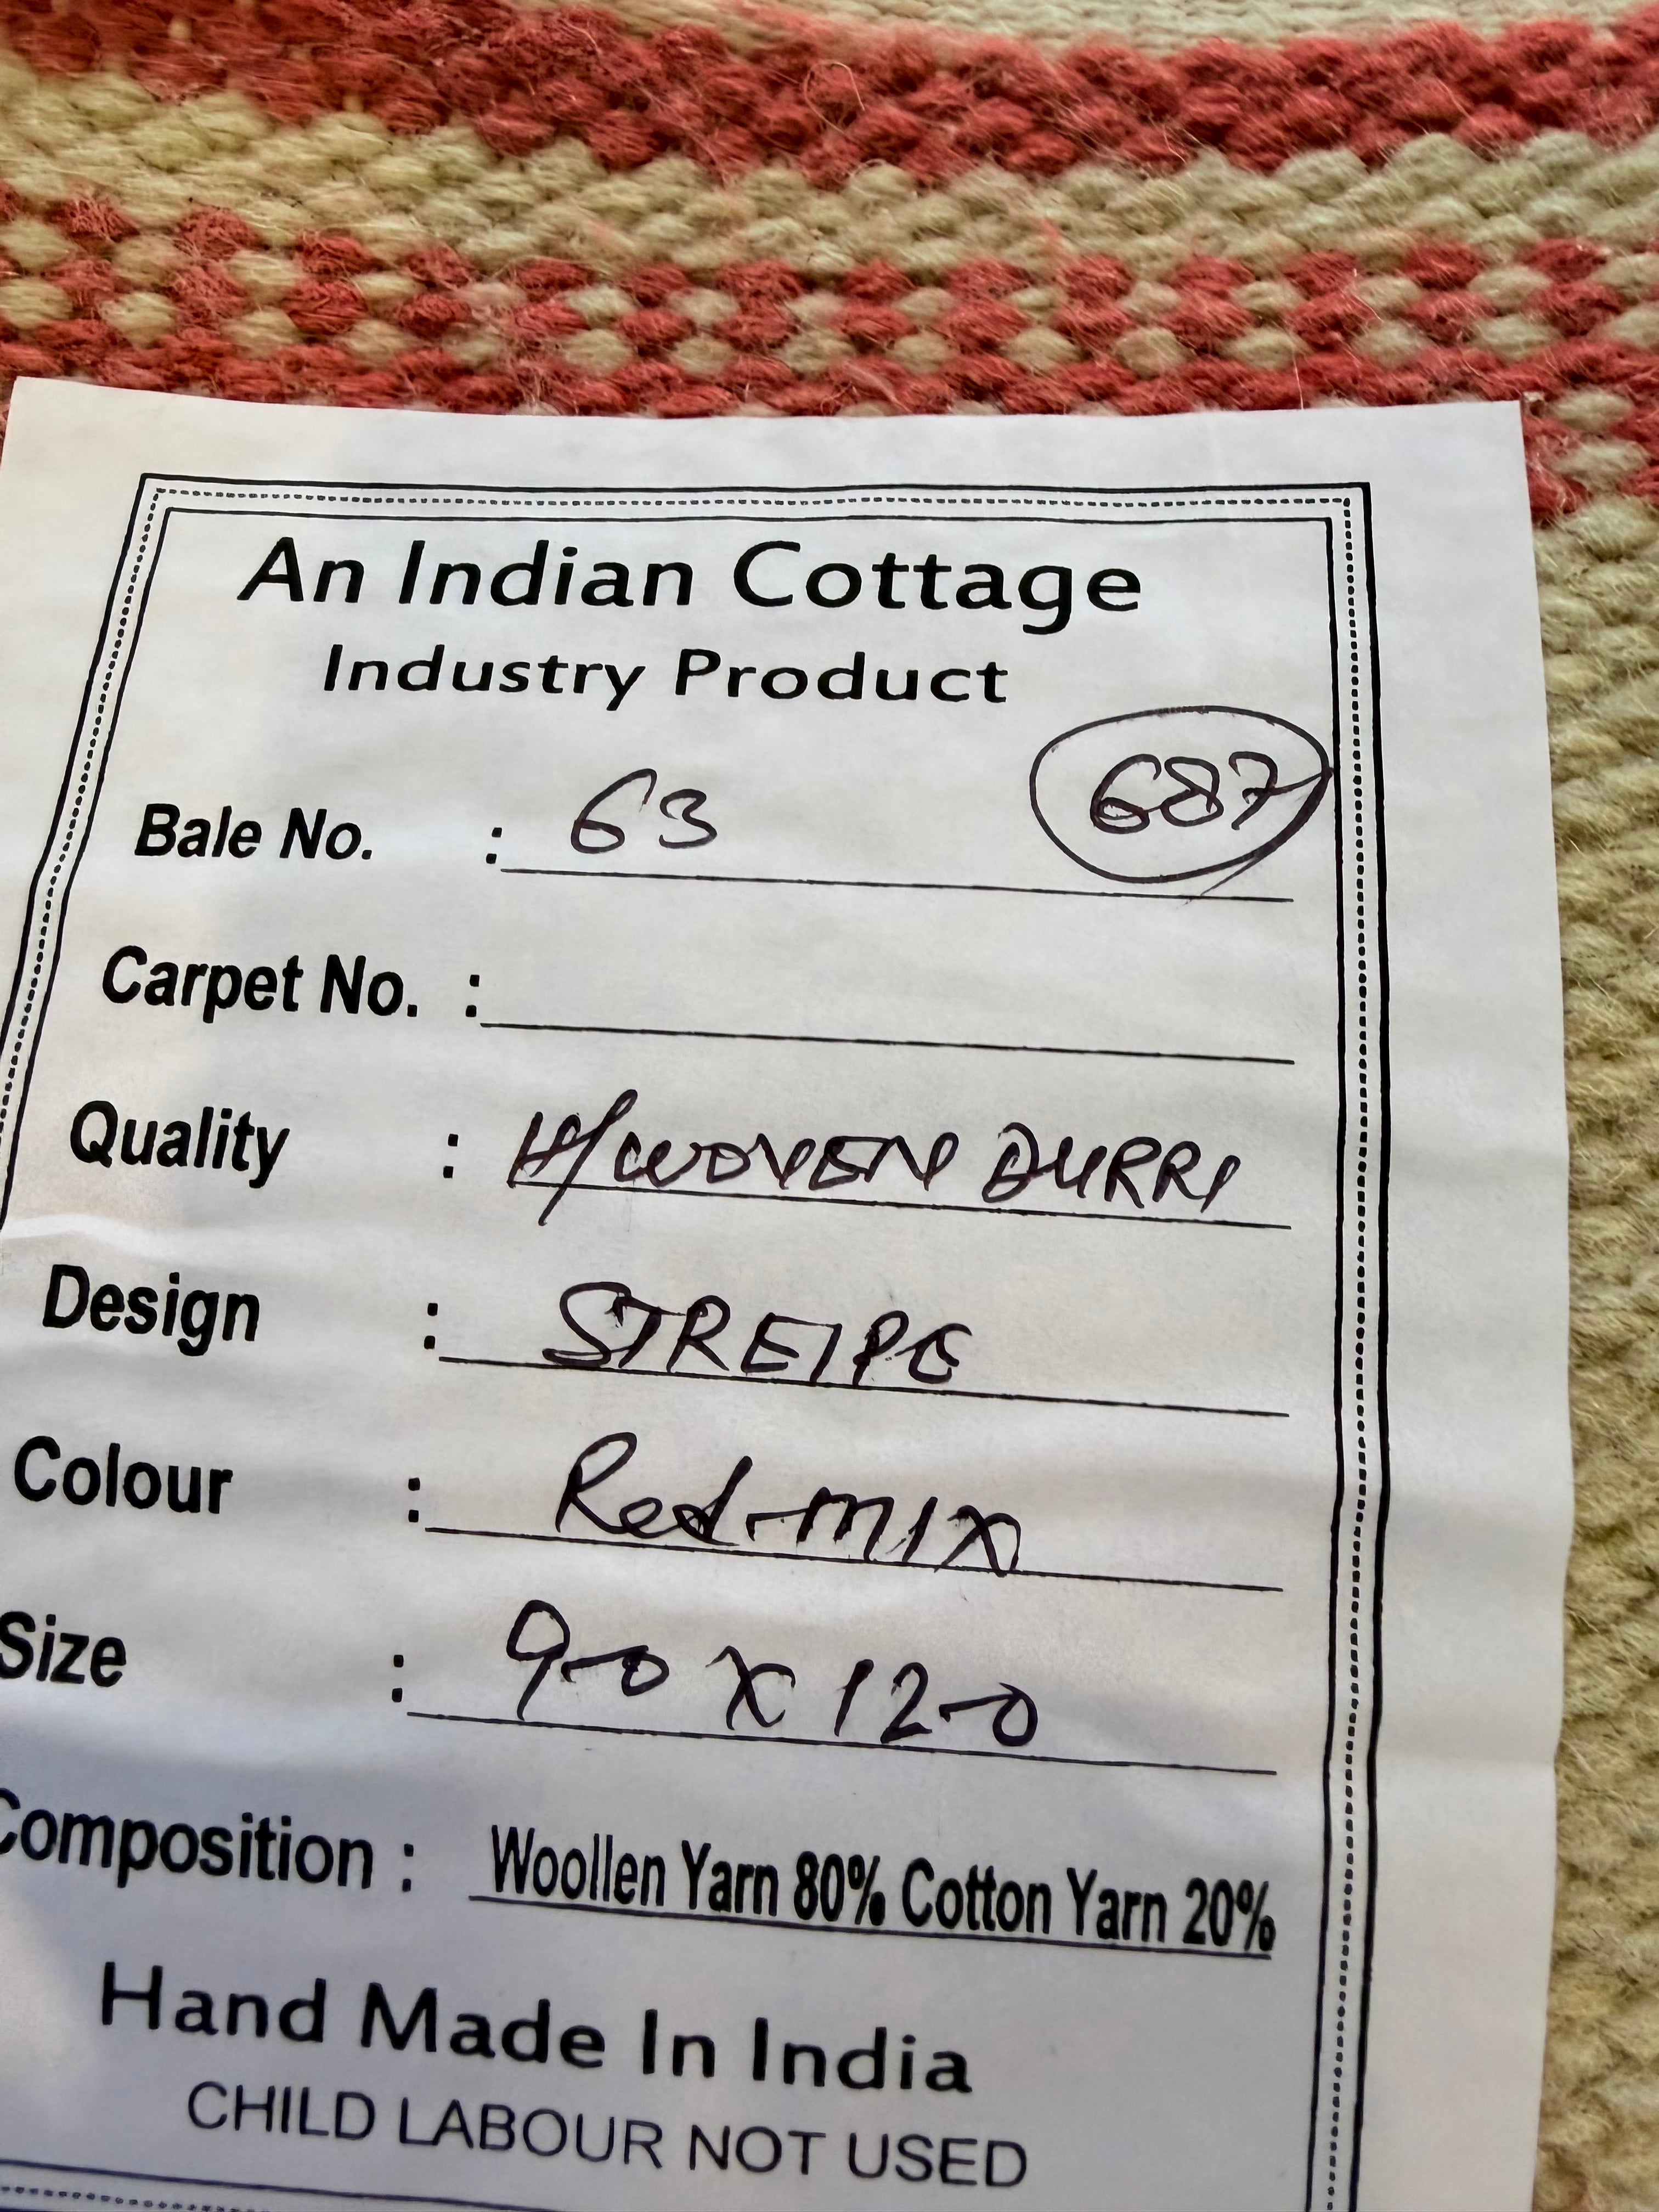 An Indian Cottage
Industry Product
687
Bale No. : 63
Carpet No. :
Quality : H/WOVEN DURRI
Design : STREIPE
Colour : Red-MIX
Size : 9-0 X 12-0
Composition : Woollen Yarn 80% Cotton Yarn 20%
Hand Made In India
CHILD LABOUR NOT USED